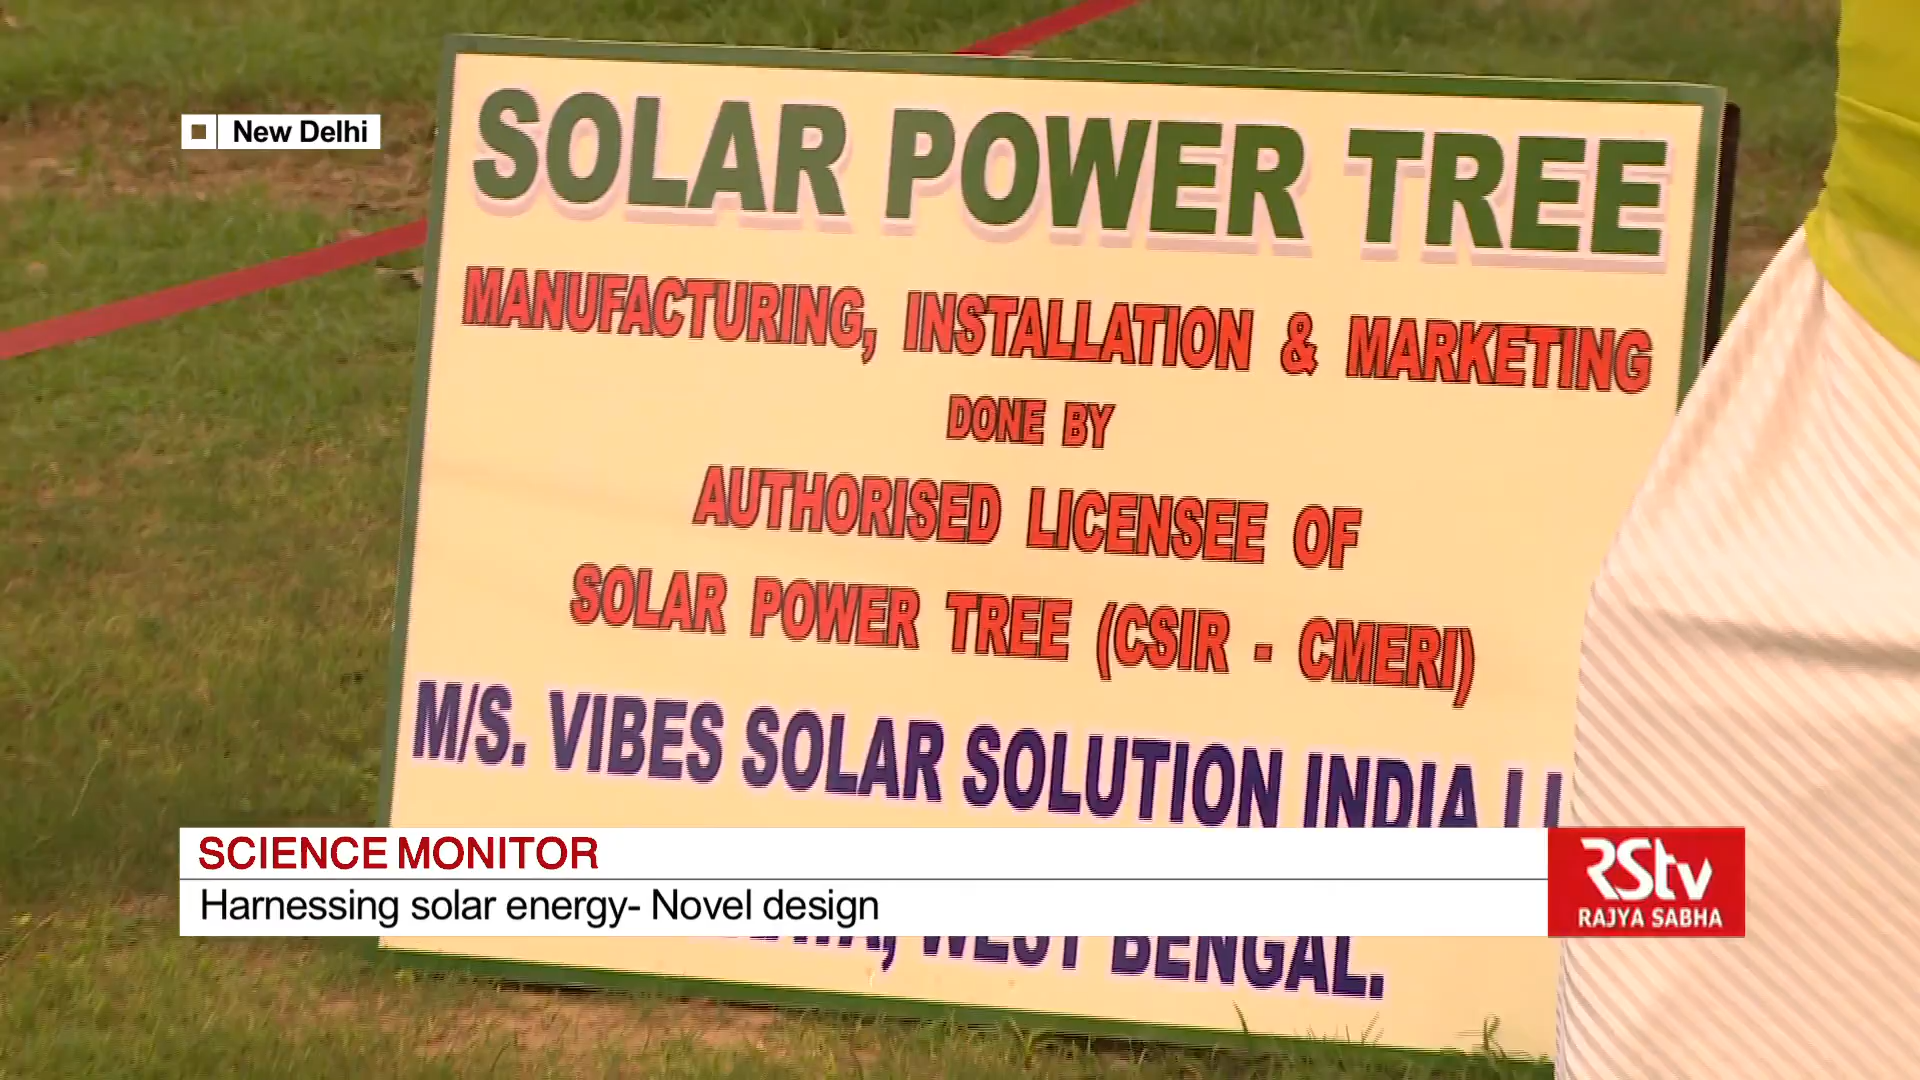 New Delhi
SOLAR POWER TREE
MANUFACTURING, INSTALLATION & MARKETING
DONE BY
AUTHORISED LICENSEE OF
SOLAR POWER TREE (CSIR - CMERI)
M/S. VIBES SOLAR SOLUTION INDIA
WEST BENGAL.
SCIENCE MONITOR
Harnessing solar energy- Novel design
RSTV
RAJYA SABHA